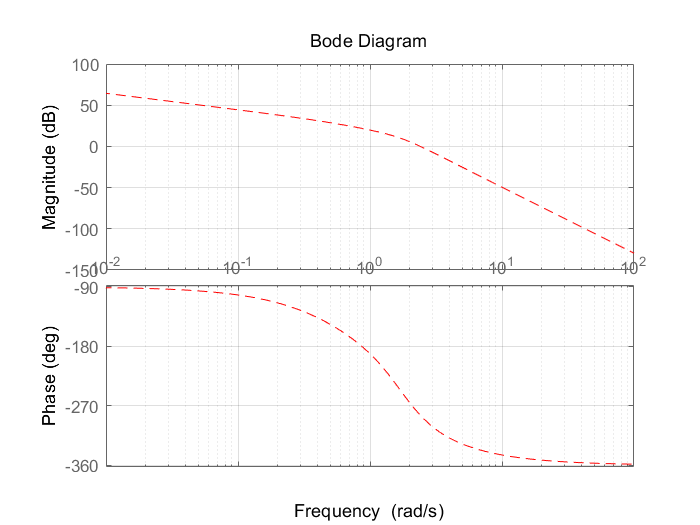 Bode Diagram
Magnitude (dB)
100
50
0
-50
-100
-150
10^-2 10^-1 10^0 10^1 10^2
Phase (deg)
-90
-180
-270
-360
Frequency (rad/s)